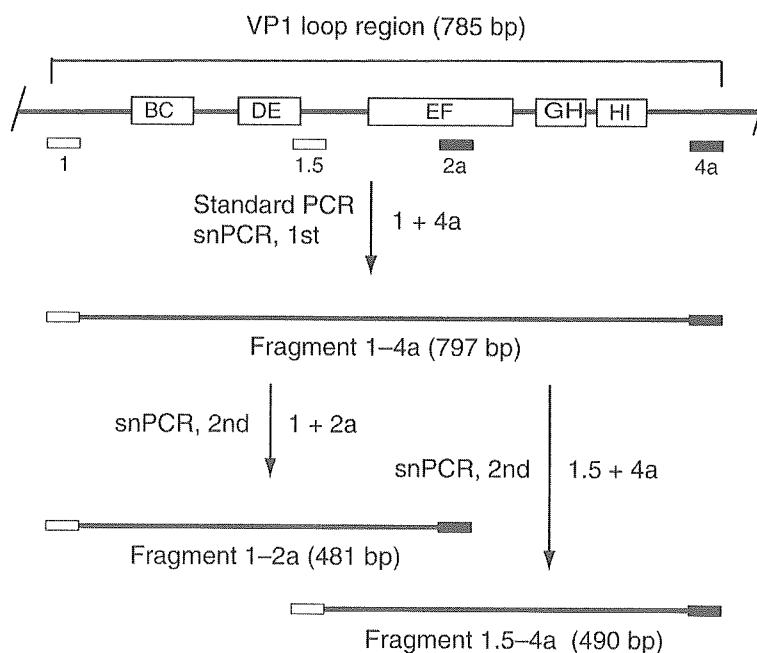 VP1 loop region (785 bp)
BC DE EF GH HI
1 1.5 2a 4a
Standard PCR
snPCR, 1st
1 + 4a
Fragment 1–4a (797 bp)
snPCR, 2nd 1 + 2a
snPCR, 2nd 1.5 + 4a
Fragment 1–2a (481 bp)
Fragment 1.5–4a (490 bp)